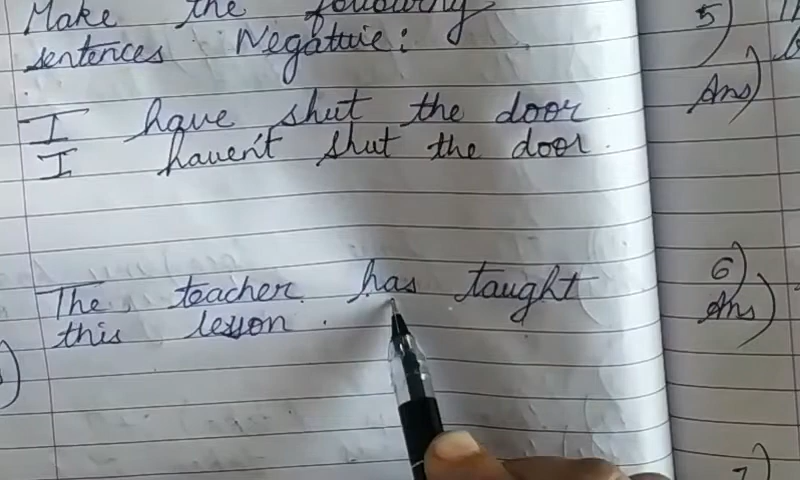 Make the following
sentences Negative:
I have shut the door
I haven't shut the door.
The teacher has taught
this lesson.
5)
Ans)
6)
Ans)
7)